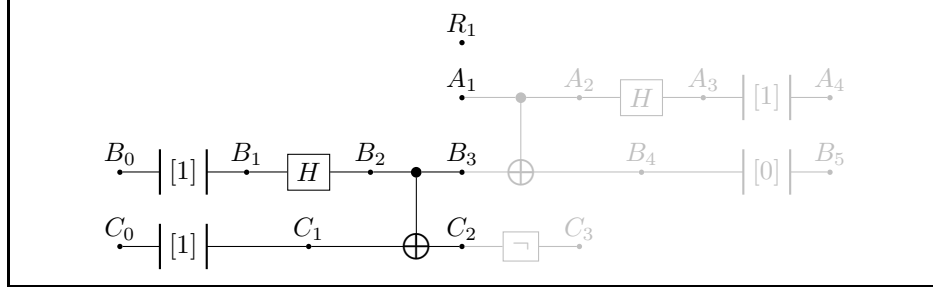 R₁
A₁ A₂ H A₃ [1] A₄
B₀ [1] B₁ H B₂ B₃ B₄ [0] B₅
C₀ [1] C₁ C₂ ¬ C₃